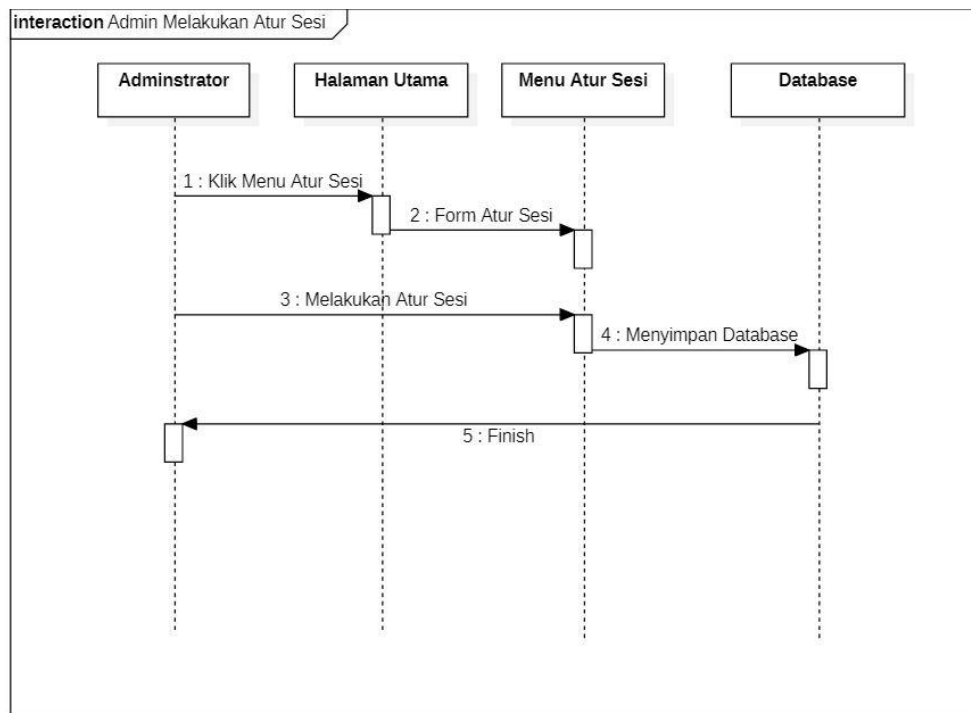 interaction Admin Melakukan Atur Sesi
Adminstrator
Halaman Utama
Menu Atur Sesi
Database
1 : Klik Menu Atur Sesi
2 : Form Atur Sesi
3 : Melakukan Atur Sesi
4 : Menyimpan Database
5 : Finish